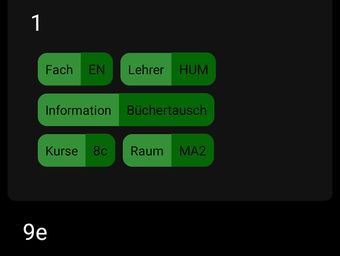 1
Fach EN Lehrer HUM
Information Büchertausch
Kurse 8c Raum MA2
9e